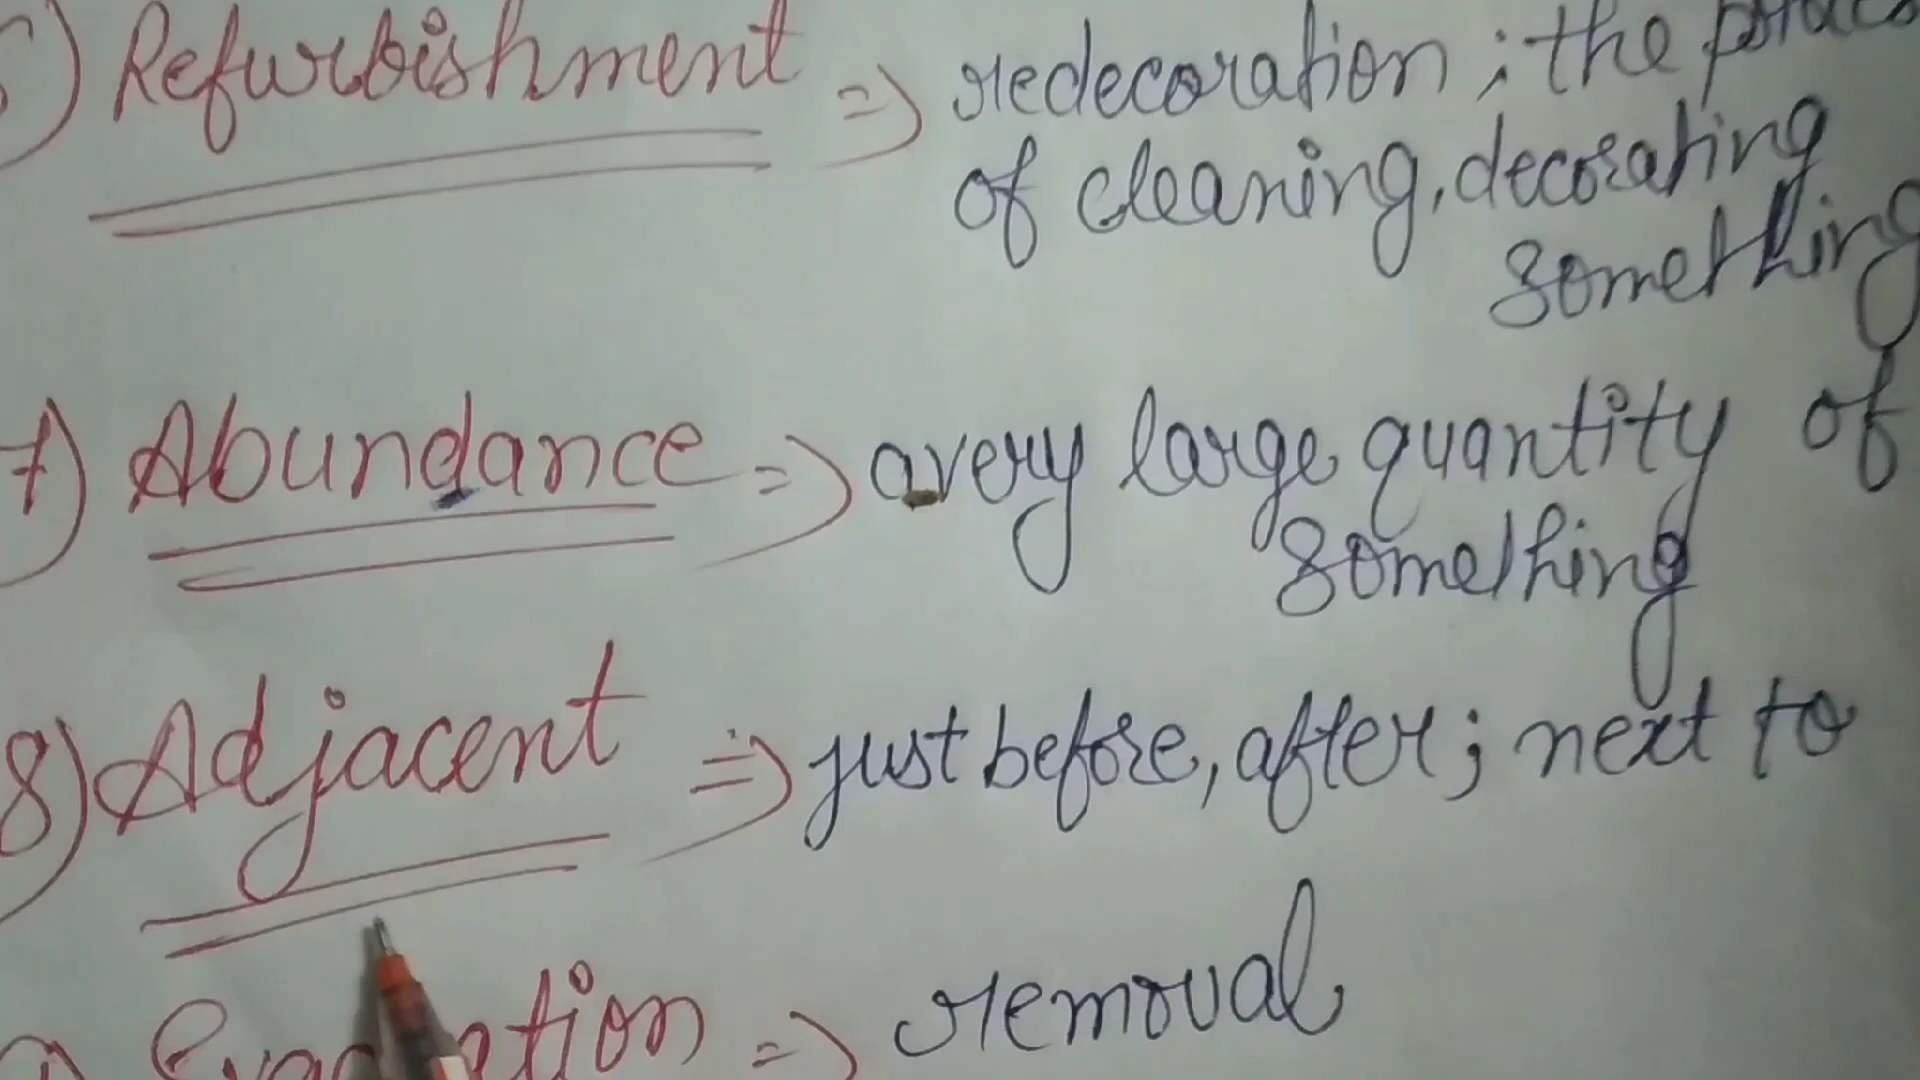 Refurbishment => redecoration; the
of cleaning, decorating
something
7) Abundance => a very large quantity of
something
8) Adjacent => just before, after; next to
=> removal